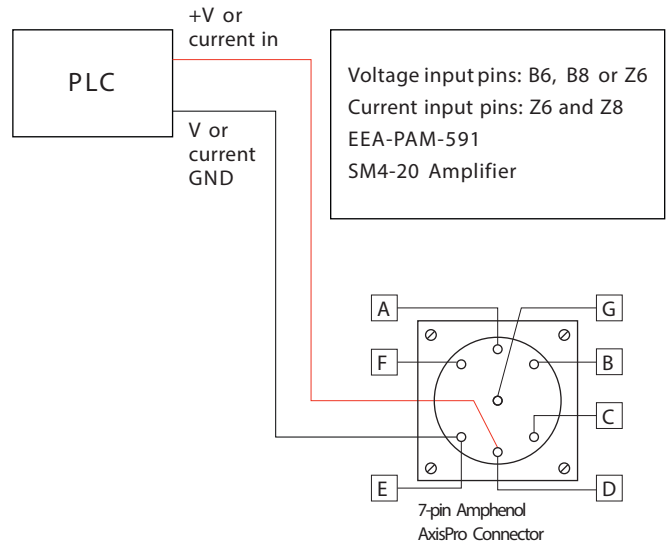 +V or
current in
PLC
V or
current
GND
Voltage input pins: B6, B8 or Z6
Current input pins: Z6 and Z8
EEA-PAM-591
SM4-20 Amplifier
A
G
F
B
C
E
D
7-pin Amphenol
AxisPro Connector